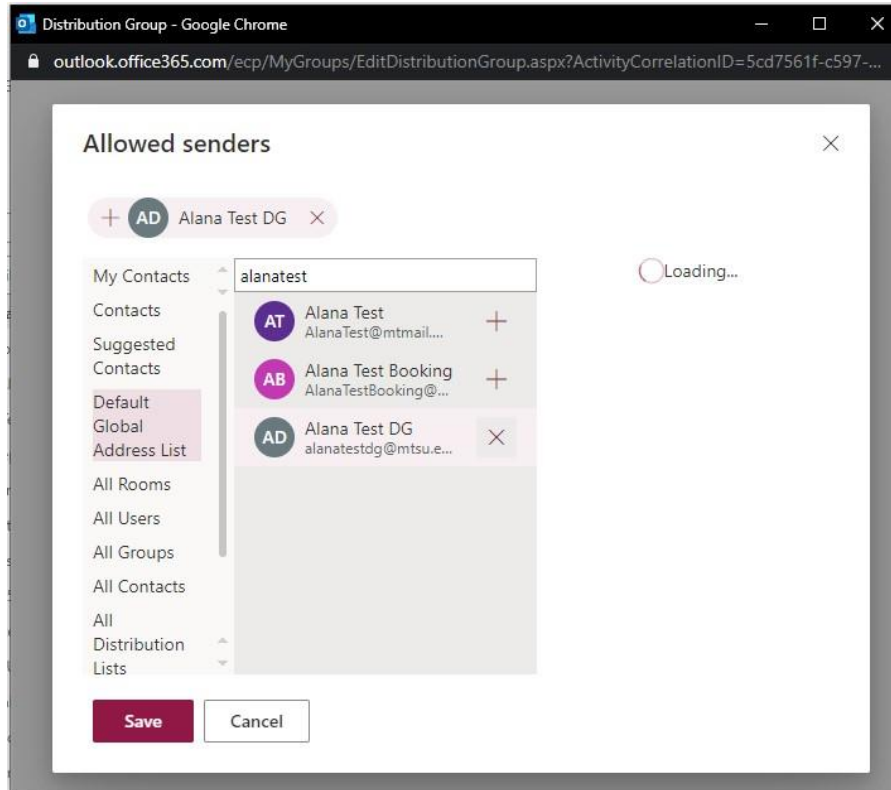 Distribution Group - Google Chrome
outlook.office365.com/ecp/MyGroups/EditDistributionGroup.aspx?ActivityCorrelationID=5cd7561f-c597-...
Allowed senders
AD Alana Test DG
My Contacts
Contacts
Suggested
Contacts
Default
Global
Address List
All Rooms
All Users
All Groups
All Contacts
All
Distribution
Lists
alanatest
AT
Alana Test
AlanaTest@mtmail....
AB
Alana Test Booking
AlanaTestBooking@...
AD
Alana Test DG
alanatestdg@mtsu.e...
Loading...
Save
Cancel